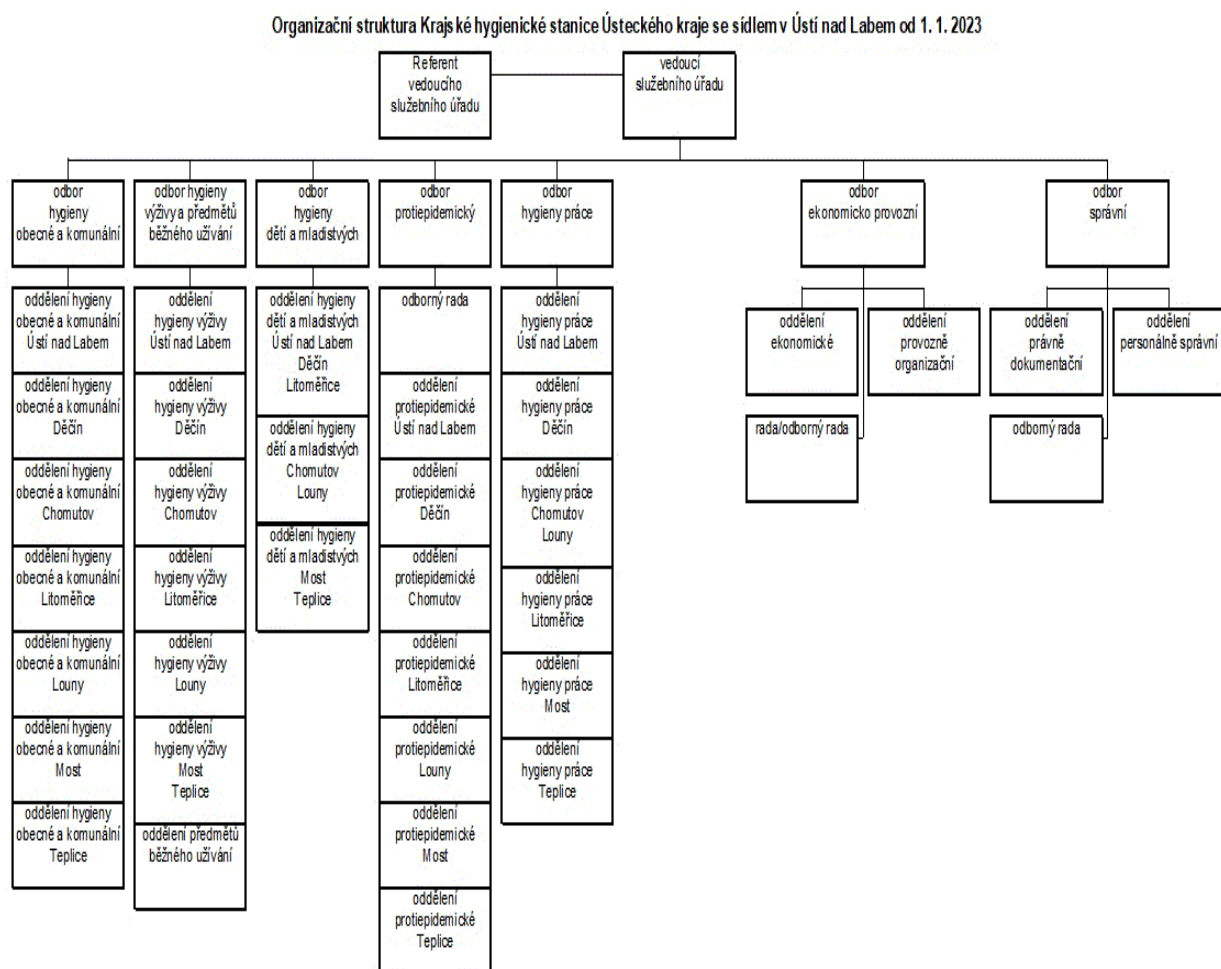 Organizační struktura Krajské hygienické stanice Ústeckého kraje se sídlem v Ústí nad Labem od 1. 1. 2023
Referent
vedoucího
služebního úřadu
vedoucí
služebního úřadu
odbor
hygieny
obecné a komunální
odbor hygieny
výživy a předmětů
běžného užívání
odbor
hygieny
dětí a mladistvých
odbor
protiepidemický
odbor
hygieny práce
odbor
ekonomicko provozní
odbor
správní
oddělení hygieny
obecné a komunální
Ústí nad Labem
oddělení hygieny
obecné a komunální
Děčín
oddělení hygieny
obecné a komunální
Chomutov
oddělení hygieny
obecné a komunální
Litoměřice
oddělení hygieny
obecné a komunální
Louny
oddělení hygieny
obecné a komunální
Most
oddělení hygieny
obecné a komunální
Teplice
oddělení
hygieny výživy
Ústí nad Labem
oddělení
hygieny výživy
Děčín
oddělení
hygieny výživy
Chomutov
oddělení
hygieny výživy
Litoměřice
oddělení
hygieny výživy
Louny
oddělení
hygieny výživy
Most
Teplice
oddělení předmětů
běžného užívání
oddělení hygieny
dětí a mladistvých
Ústí nad Labem
Děčín
Litoměřice
oddělení hygieny
dětí a mladistvých
Chomutov
Louny
oddělení hygieny
dětí a mladistvých
Most
Teplice
odborný rada
oddělení
protiepidemické
Ústí nad Labem
oddělení
protiepidemické
Děčín
oddělení
protiepidemické
Chomutov
oddělení
protiepidemické
Litoměřice
oddělení
protiepidemické
Louny
oddělení
protiepidemické
Most
oddělení
protiepidemické
Teplice
oddělení
hygieny práce
Ústí nad Labem
oddělení
hygieny práce
Děčín
oddělení
hygieny práce
Chomutov
Louny
oddělení
hygieny práce
Litoměřice
oddělení
hygieny práce
Most
oddělení
hygieny práce
Teplice
oddělení
ekonomické
oddělení
provozně
organizační
rada/odborný rada
oddělení
právně
dokumentační
oddělení
personálně správní
odborný rada